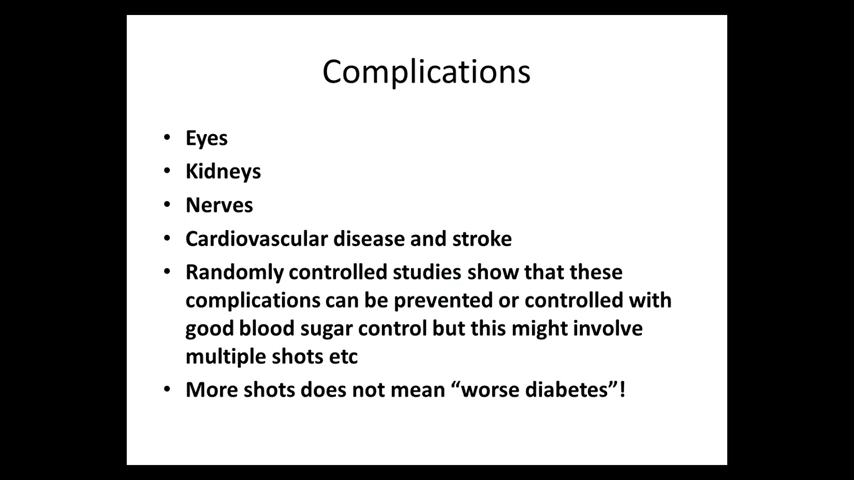 Complications
• Eyes
• Kidneys
• Nerves
• Cardiovascular disease and stroke
• Randomly controlled studies show that these
complications can be prevented or controlled with
good blood sugar control but this might involve
multiple shots etc
• More shots does not mean “worse diabetes”!